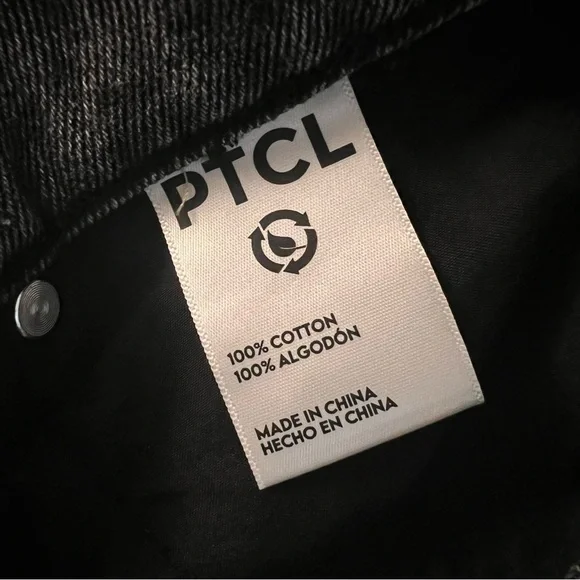 PTCL
100% COTTON
100% ALGODÓN
MADE IN CHINA
HECHO EN CHINA